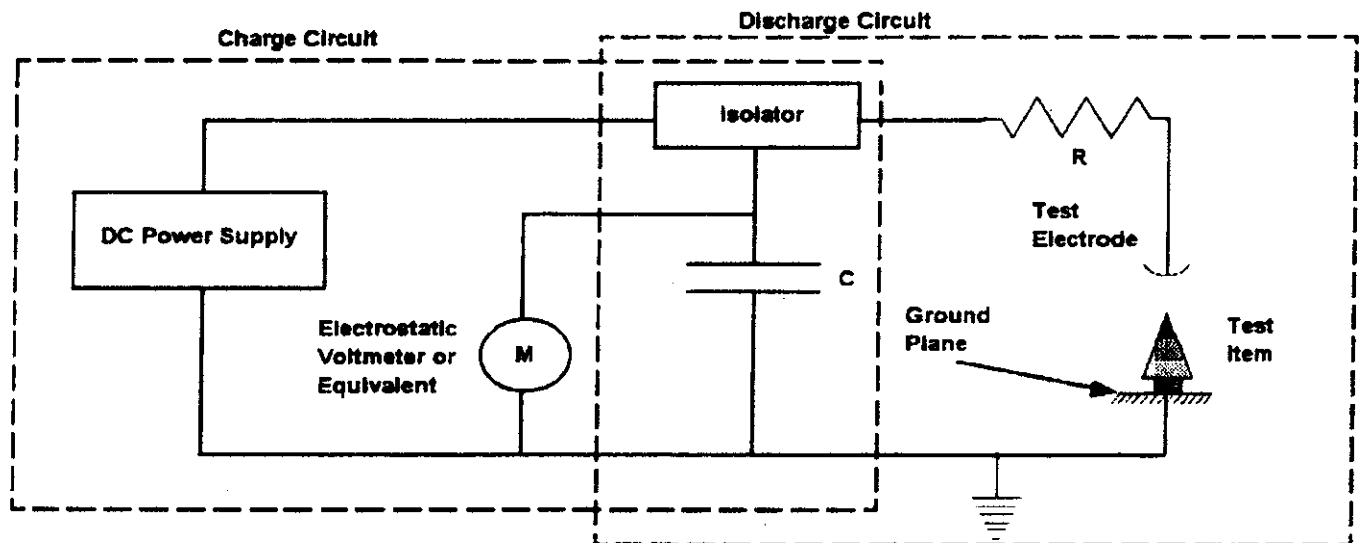 Charge Circuit
Discharge Circuit
Isolator
DC Power Supply
R
Test
Electrode
C
Electrostatic
Voltmeter or
Equivalent
M
Ground
Plane
Test
Item